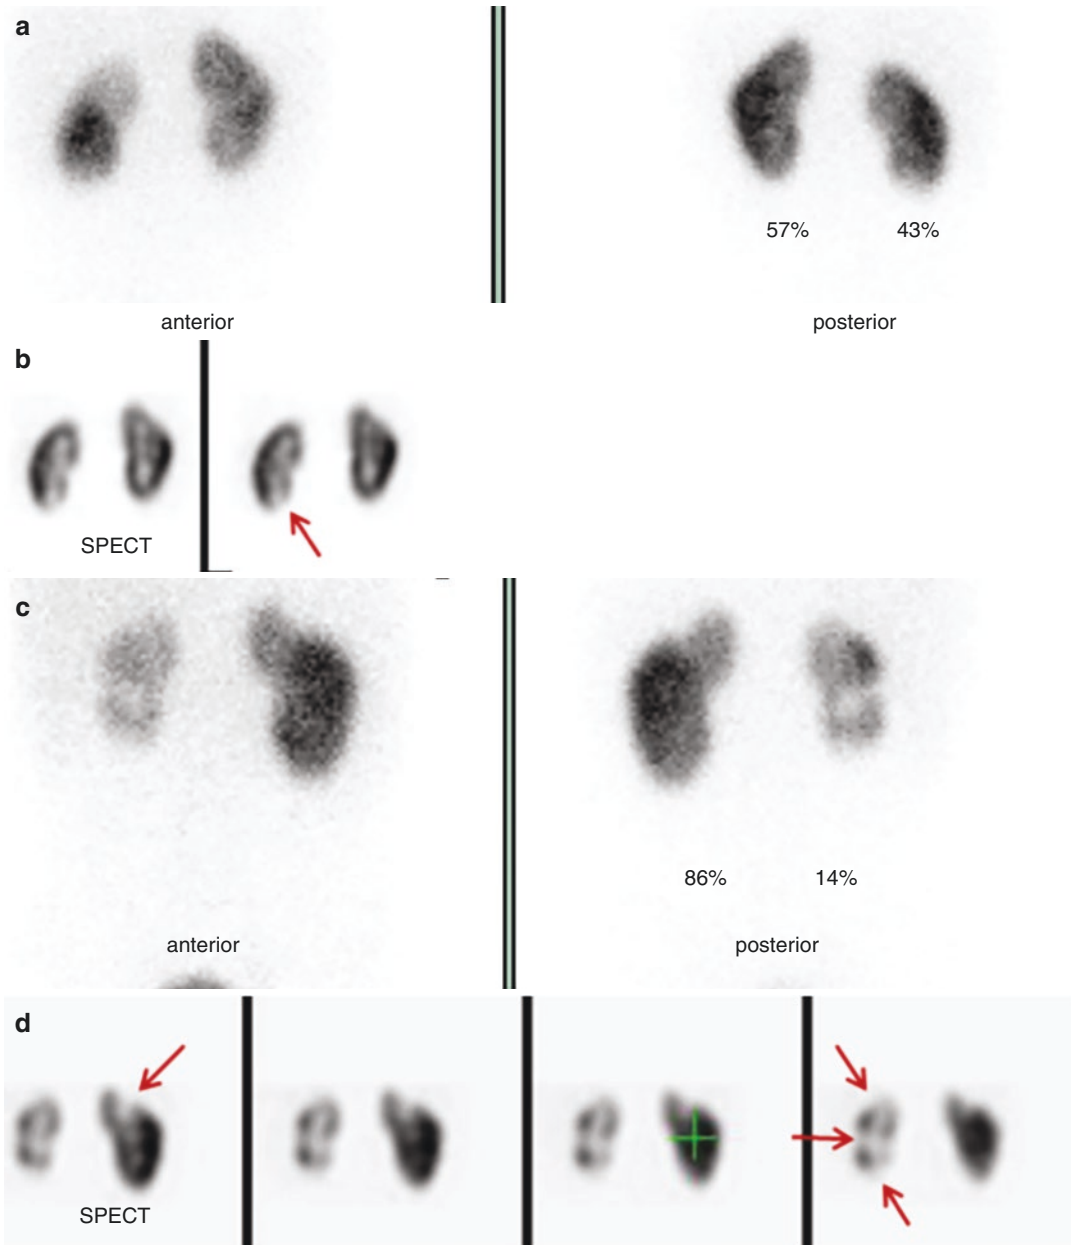 a
57% 43%
anterior posterior
b
SPECT
c
86% 14%
anterior posterior
d
SPECT